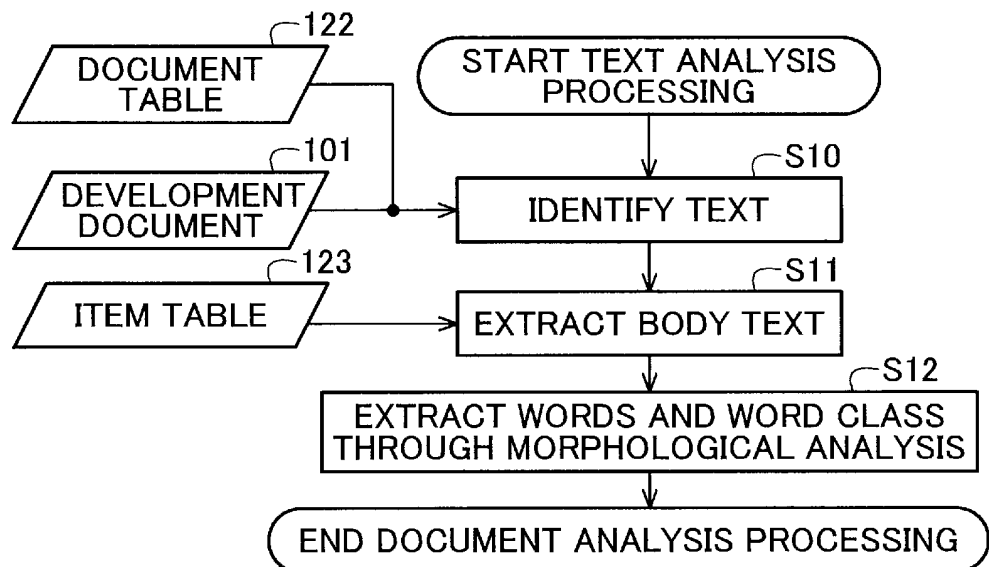 122
DOCUMENT
TABLE
START TEXT ANALYSIS
PROCESSING
101
DEVELOPMENT
DOCUMENT
S10
IDENTIFY TEXT
123
ITEM TABLE
S11
EXTRACT BODY TEXT
S12
EXTRACT WORDS AND WORD CLASS
THROUGH MORPHOLOGICAL ANALYSIS
END DOCUMENT ANALYSIS PROCESSING